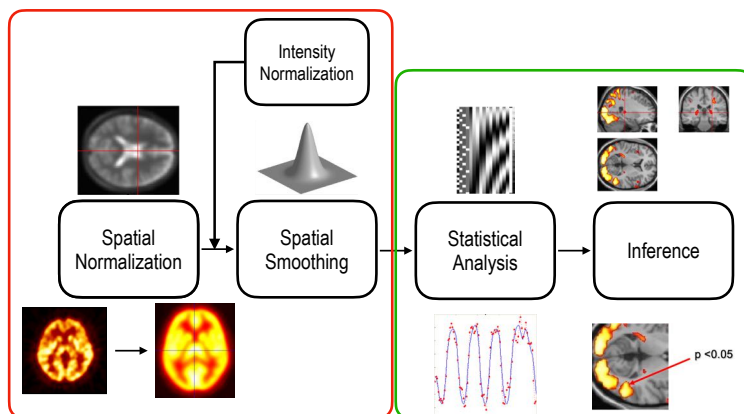 Intensity
Normalization
Spatial
Normalization
Spatial
Smoothing
Statistical
Analysis
Inference
p <0.05